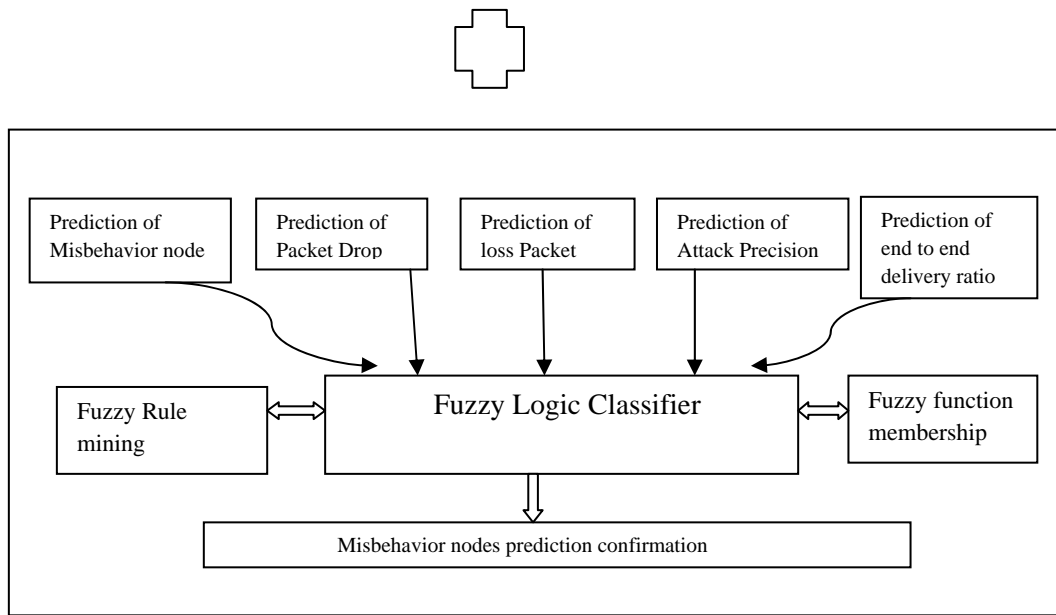 Prediction of
Misbehavior node
Prediction of
Packet Drop
Prediction of
loss Packet
Prediction of
Attack Precision
Prediction of
end to end
delivery ratio
Fuzzy Rule
mining
Fuzzy Logic Classifier
Fuzzy function
membership
Misbehavior nodes prediction confirmation